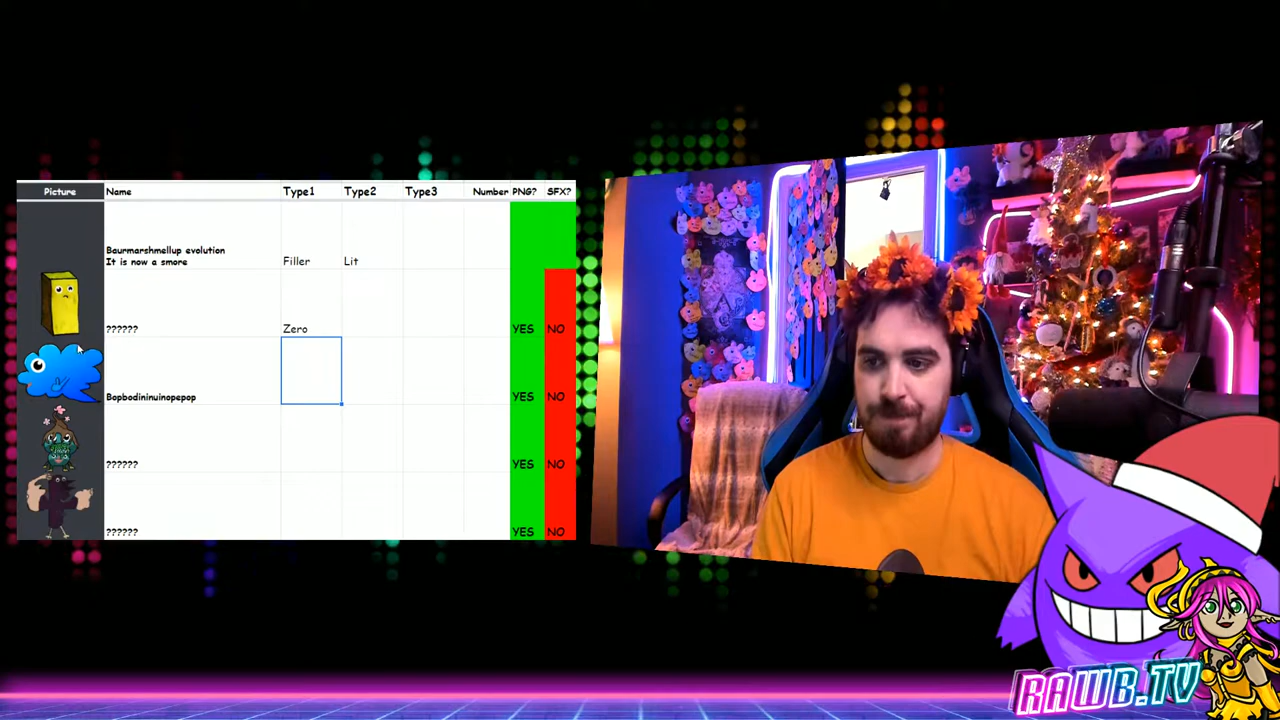 Picture Name Type1 Type2 Type3 Number PNG? SFX?
Baurmarshmellup evolution
It is now a smore Filler Lit
?????? Zero YES NO
Bopbodininuinopepop YES NO
?????? YES NO
?????? YES NO
RAWB.TV